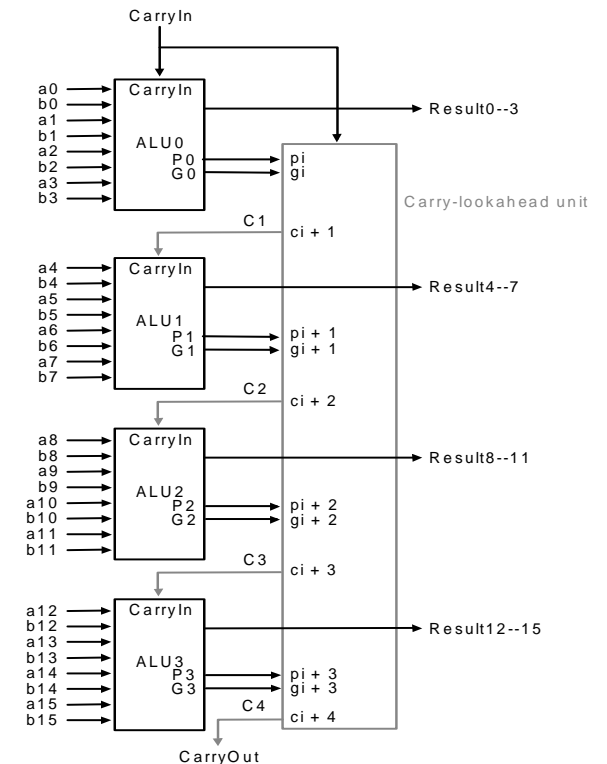 CarryIn
a0
b0
a1
b1
a2
b2
a3
b3
CarryIn
ALU0
P0
G0
Result0--3
pi
gi
Carry-lookahead unit
C1
ci + 1
a4
b4
a5
b5
a6
b6
a7
b7
CarryIn
ALU1
P1
G1
Result4--7
pi + 1
gi + 1
C2
ci + 2
a8
b8
a9
b9
a10
b10
a11
b11
CarryIn
ALU2
P2
G2
Result8--11
pi + 2
gi + 2
C3
ci + 3
a12
b12
a13
b13
a14
b14
a15
b15
CarryIn
ALU3
P3
G3
Result12--15
pi + 3
gi + 3
C4
ci + 4
CarryOut